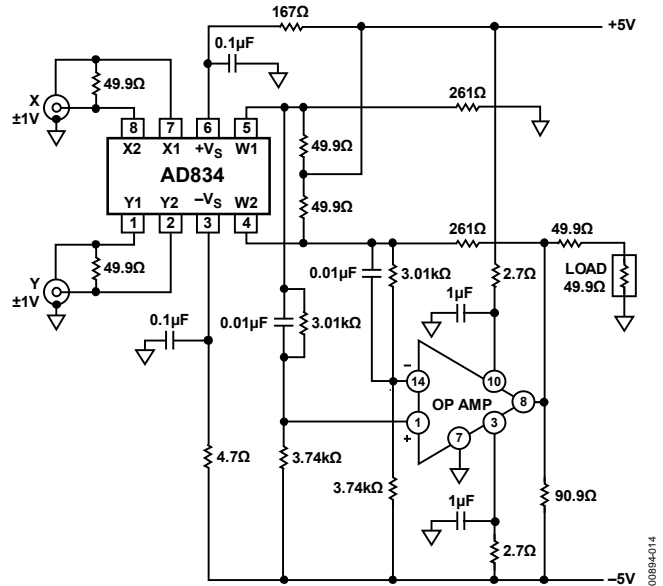 167Ω
+5V
0.1µF
X
±1V
49.9Ω
261Ω
8 7 6 5
X2 X1 +VS W1
AD834
Y1 Y2 –VS W2
1 2 3 4
49.9Ω
49.9Ω
261Ω
49.9Ω
Y
±1V
49.9Ω
0.01µF
3.01kΩ
2.7Ω
LOAD
49.9Ω
0.1µF
0.01µF
3.01kΩ
1µF
–
14
10
OP AMP
8
1
+
7
3
4.7Ω
3.74kΩ
3.74kΩ
1µF
90.9Ω
2.7Ω
–5V
00894-014